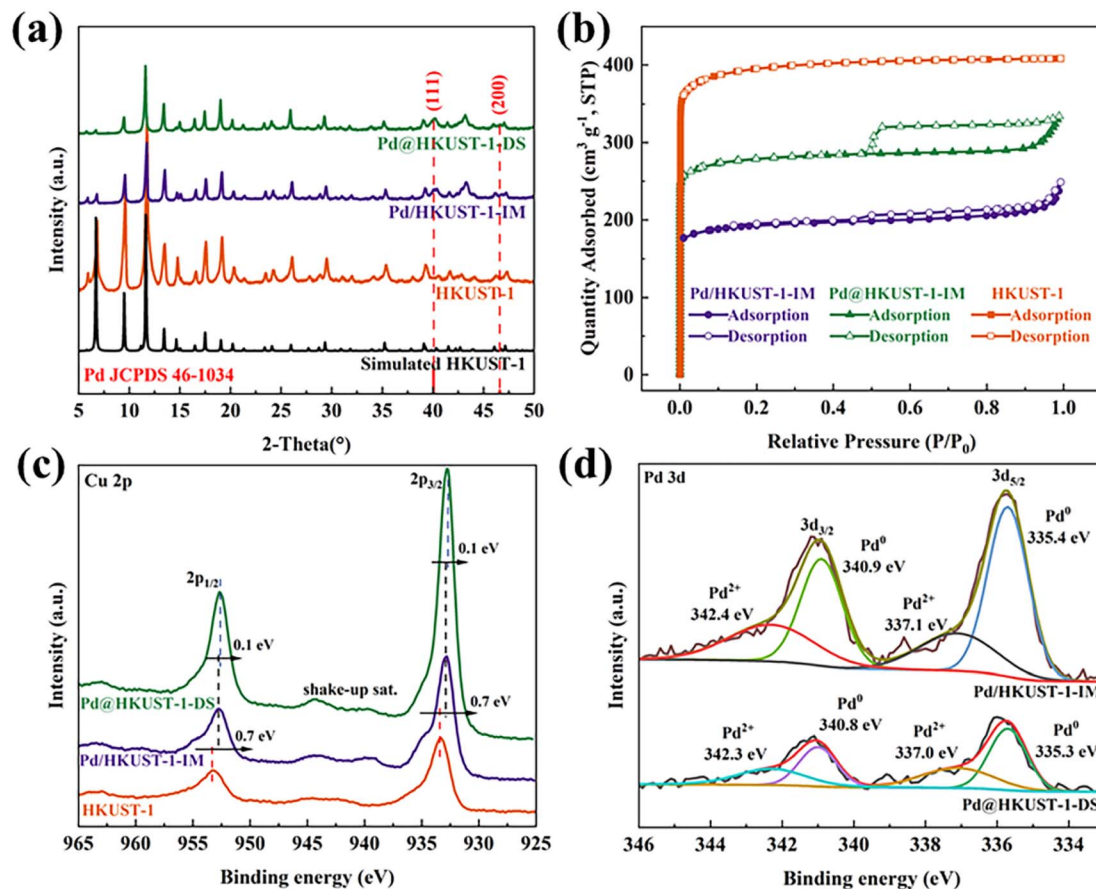 (a)
(111)
(200)
Pd@HKUST-1-DS
Pd/HKUST-1-IM
HKUST-1
Simulated HKUST-1
Pd JCPDS 46-1034
Intensity (a.u.)
5 10 15 20 25 30 35 40 45 50
2-Theta(°)
(b)
Quantity Adsorbed (cm³ g⁻¹, STP)
400
300
200
100
0
Pd/HKUST-1-IM Pd@HKUST-1-IM HKUST-1
Adsorption Adsorption Adsorption
Desorption Desorption Desorption
0.0 0.2 0.4 0.6 0.8 1.0
Relative Pressure (P/P₀)
(c)
Cu 2p
2p₃/₂
0.1 eV
2p₁/₂
0.1 eV
shake-up sat.
Pd@HKUST-1-DS
0.7 eV
0.7 eV
Pd/HKUST-1-IM
HKUST-1
Intensity (a.u.)
965 960 955 950 945 940 935 930 925
Binding energy (eV)
(d)
Pd 3d
3d₅/₂
Pd⁰
335.4 eV
3d₃/₂
Pd⁰
340.9 eV
Pd²⁺
342.4 eV
Pd²⁺
337.1 eV
Pd/HKUST-1-IM
Pd⁰
340.8 eV
Pd²⁺
342.3 eV
Pd²⁺
337.0 eV
Pd⁰
335.3 eV
Pd@HKUST-1-DS
Intensity (a.u.)
346 344 342 340 338 336 334
Binding energy (eV)